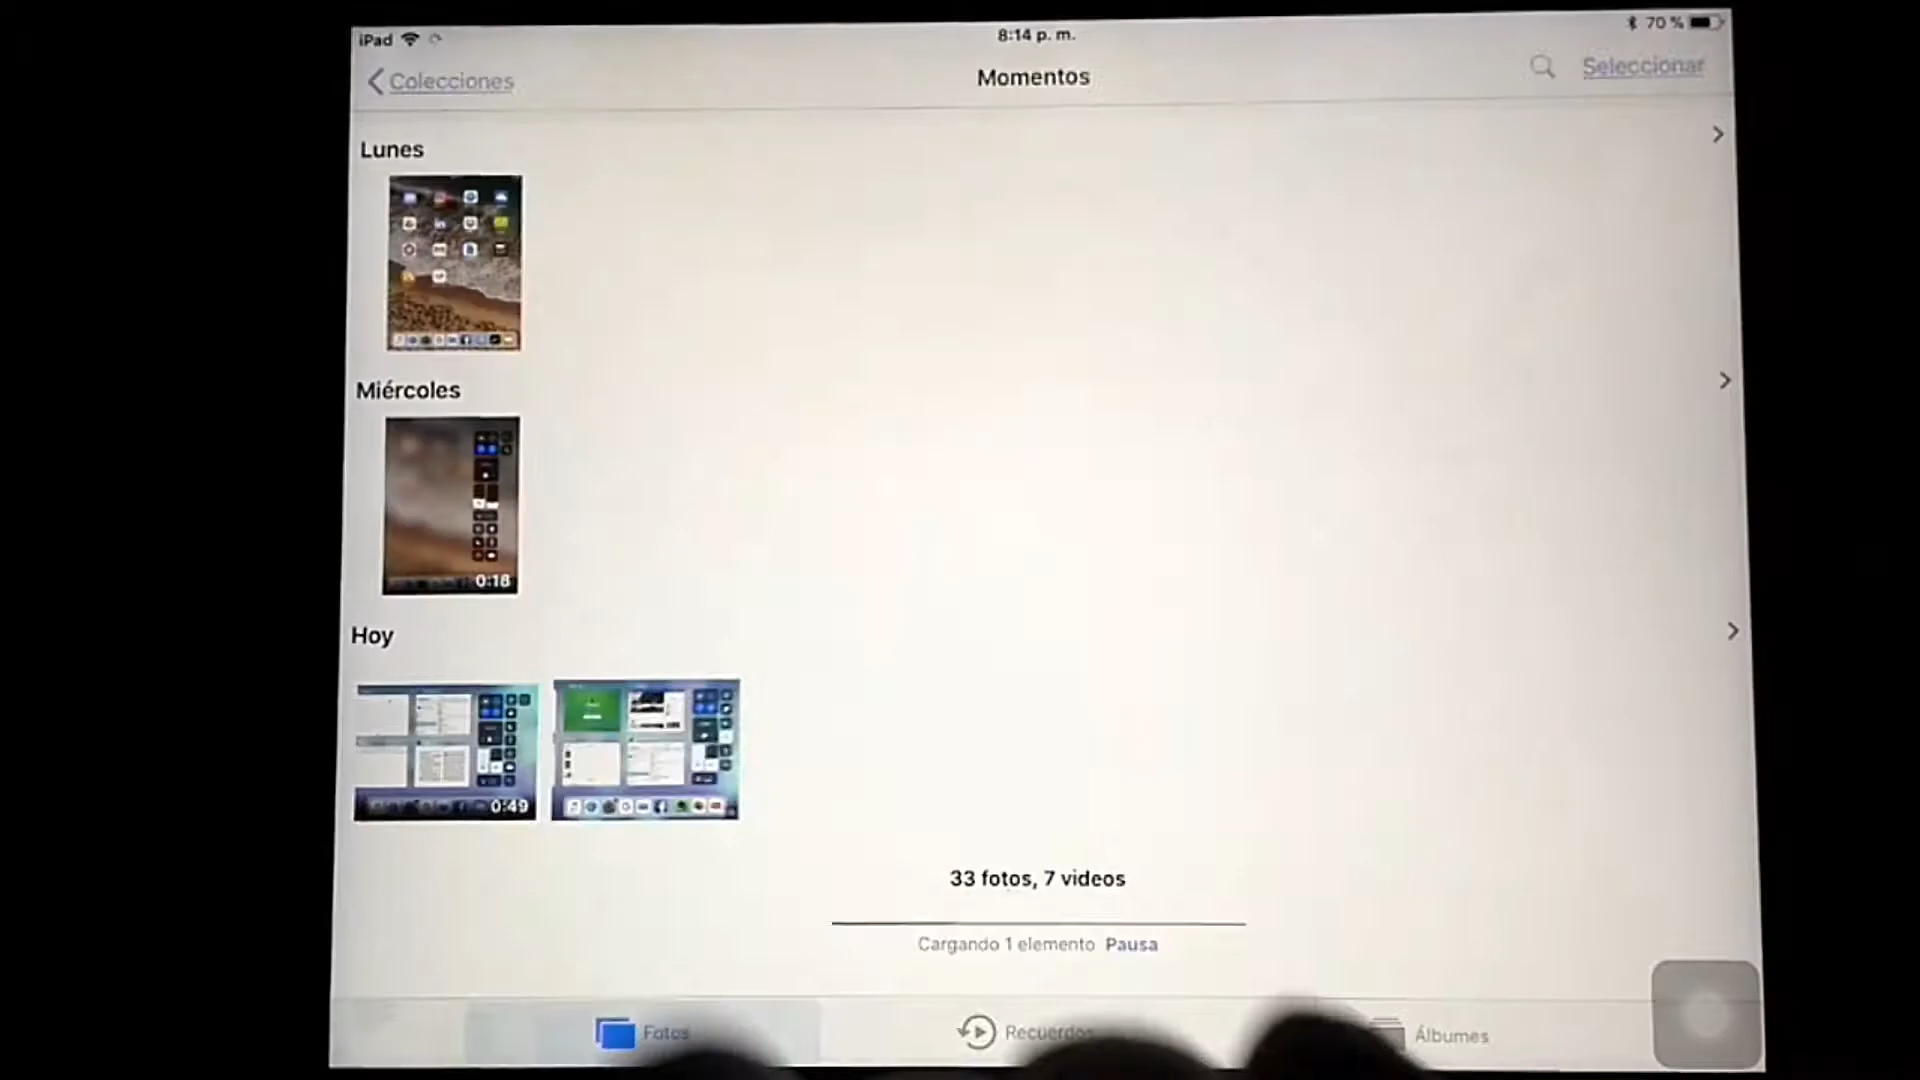 iPad
8:14 p. m.
70 %
Colecciones
Momentos
Seleccionar
Lunes
Miércoles
0:18
Hoy
0:49
33 fotos, 7 videos
Cargando 1 elemento Pausa
Fotos
Recuerdos
Álbumes